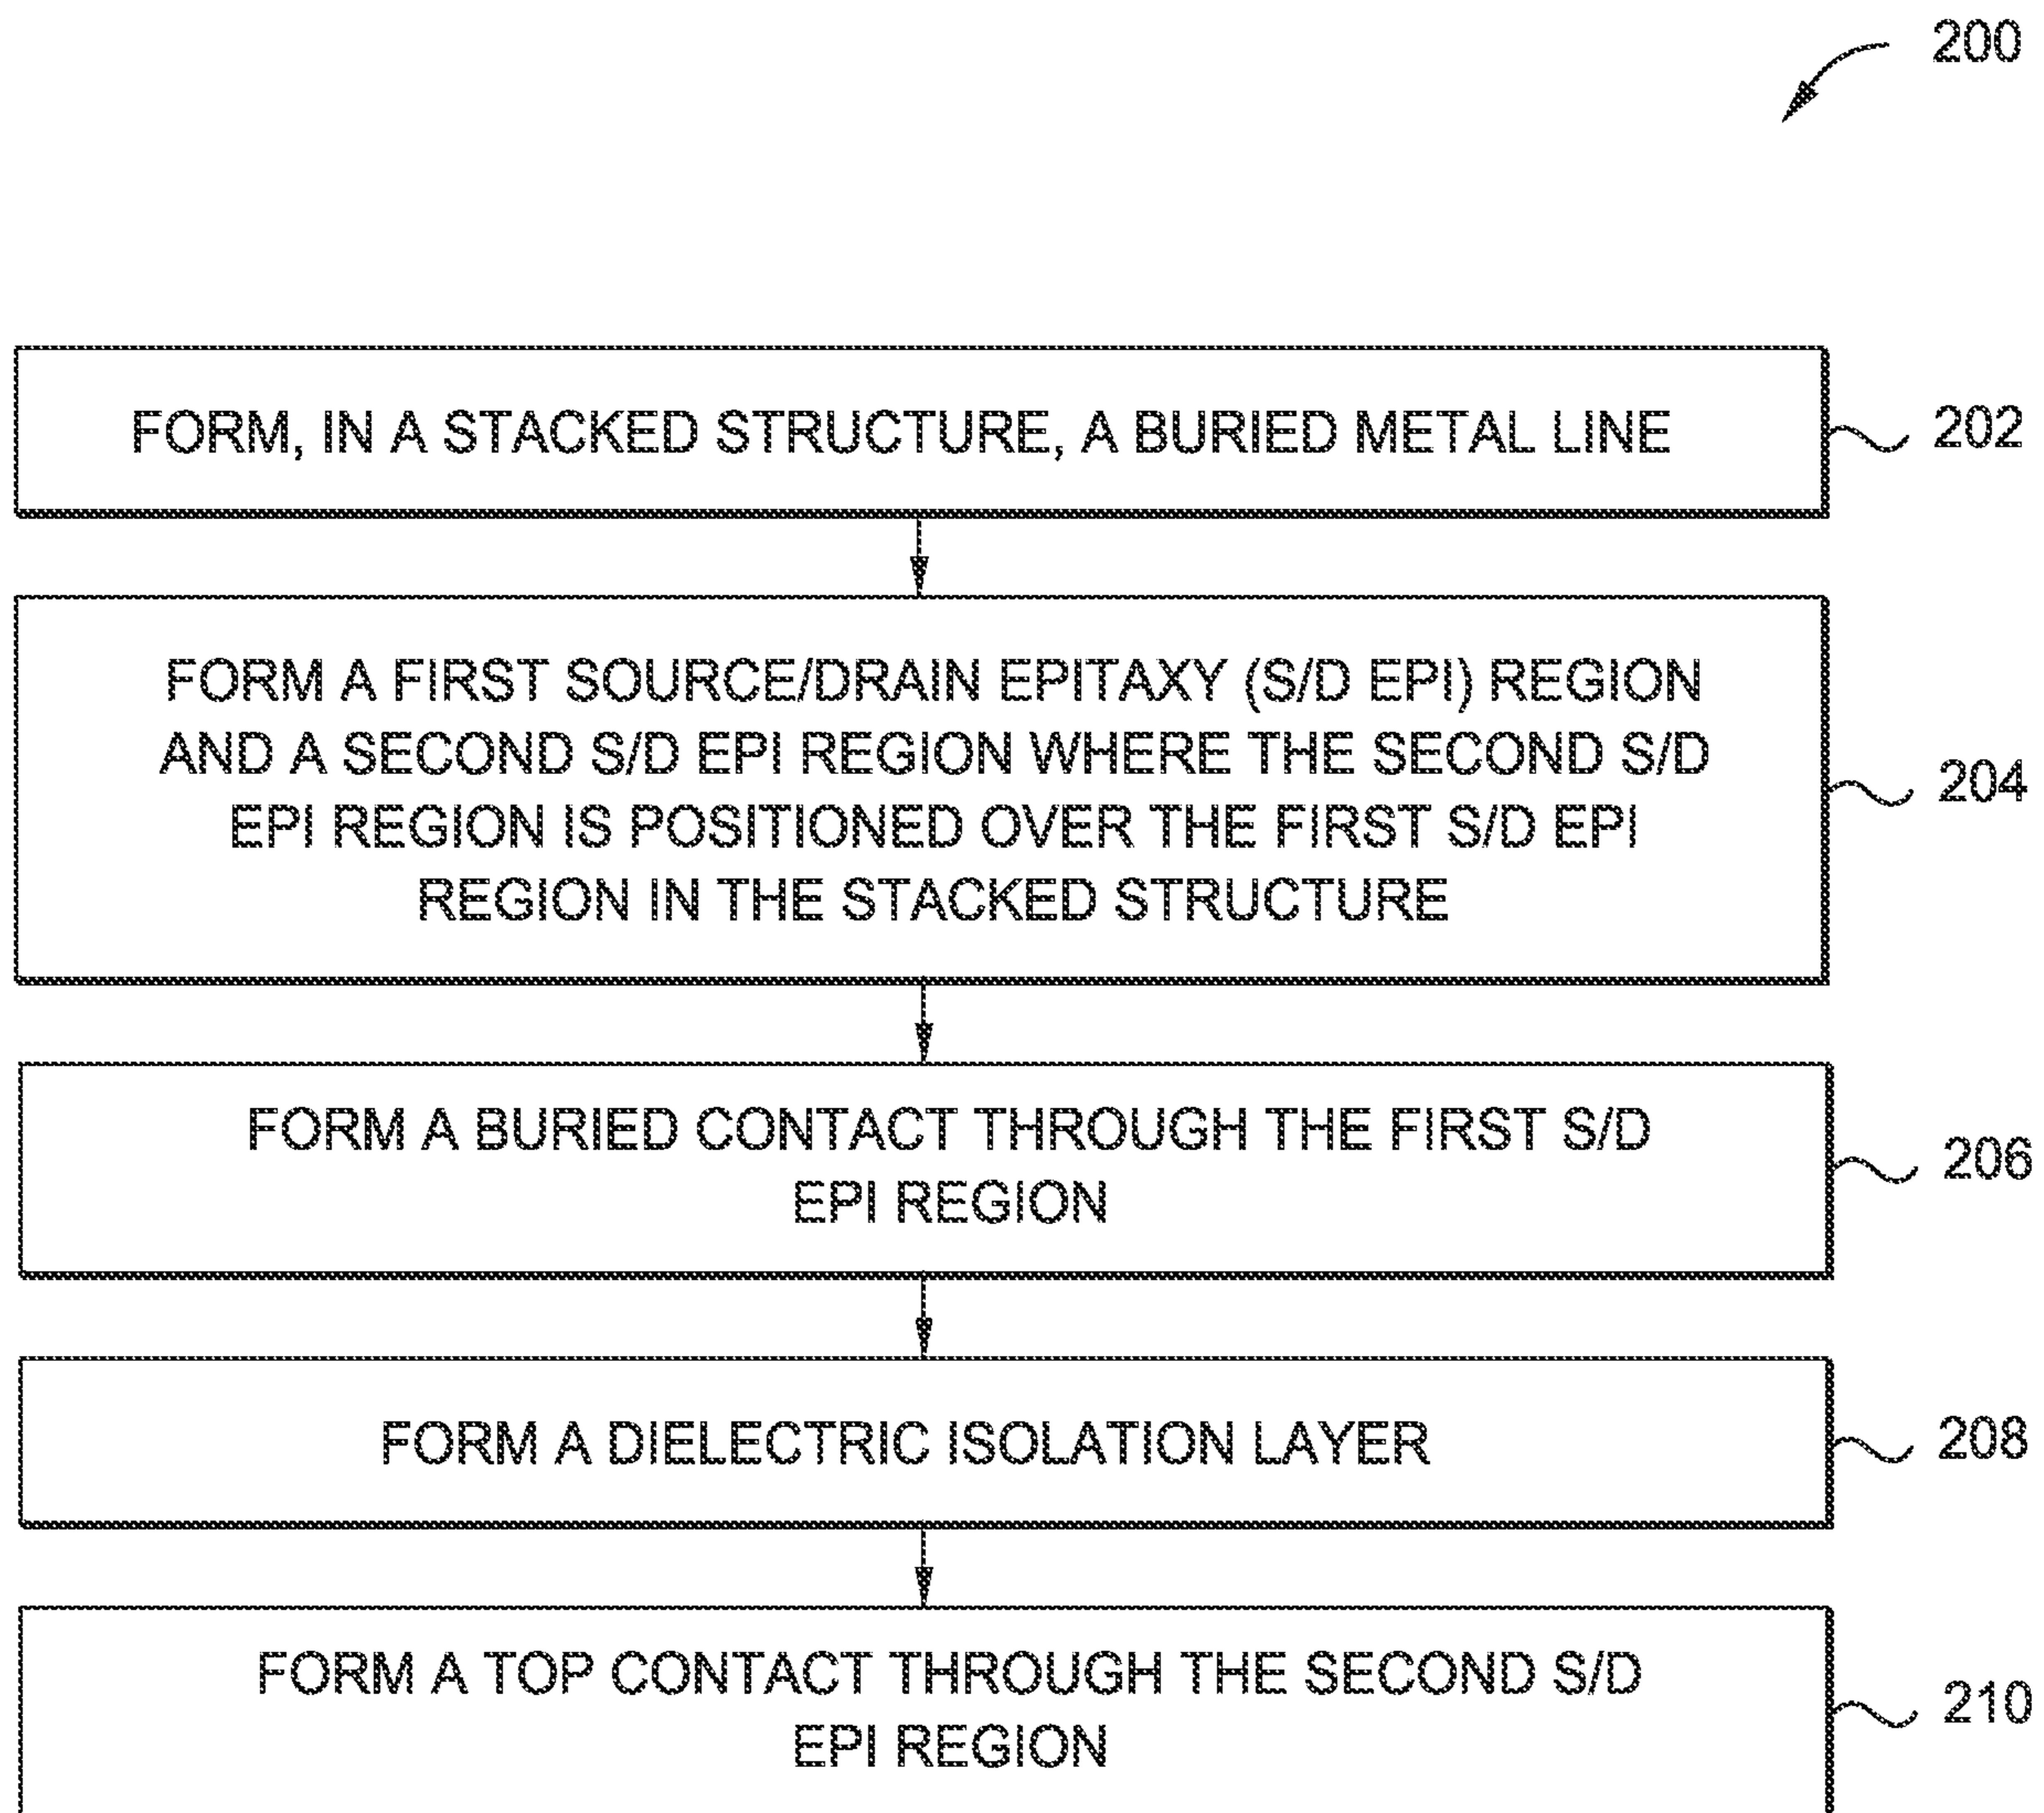 200
FORM, IN A STACKED STRUCTURE, A BURIED METAL LINE
202
FORM A FIRST SOURCE/DRAIN EPITAXY (S/D EPI) REGION
AND A SECOND S/D EPI REGION WHERE THE SECOND S/D
EPI REGION IS POSITIONED OVER THE FIRST S/D EPI
REGION IN THE STACKED STRUCTURE
204
FORM A BURIED CONTACT THROUGH THE FIRST S/D
EPI REGION
206
FORM A DIELECTRIC ISOLATION LAYER
208
FORM A TOP CONTACT THROUGH THE SECOND S/D
EPI REGION
210